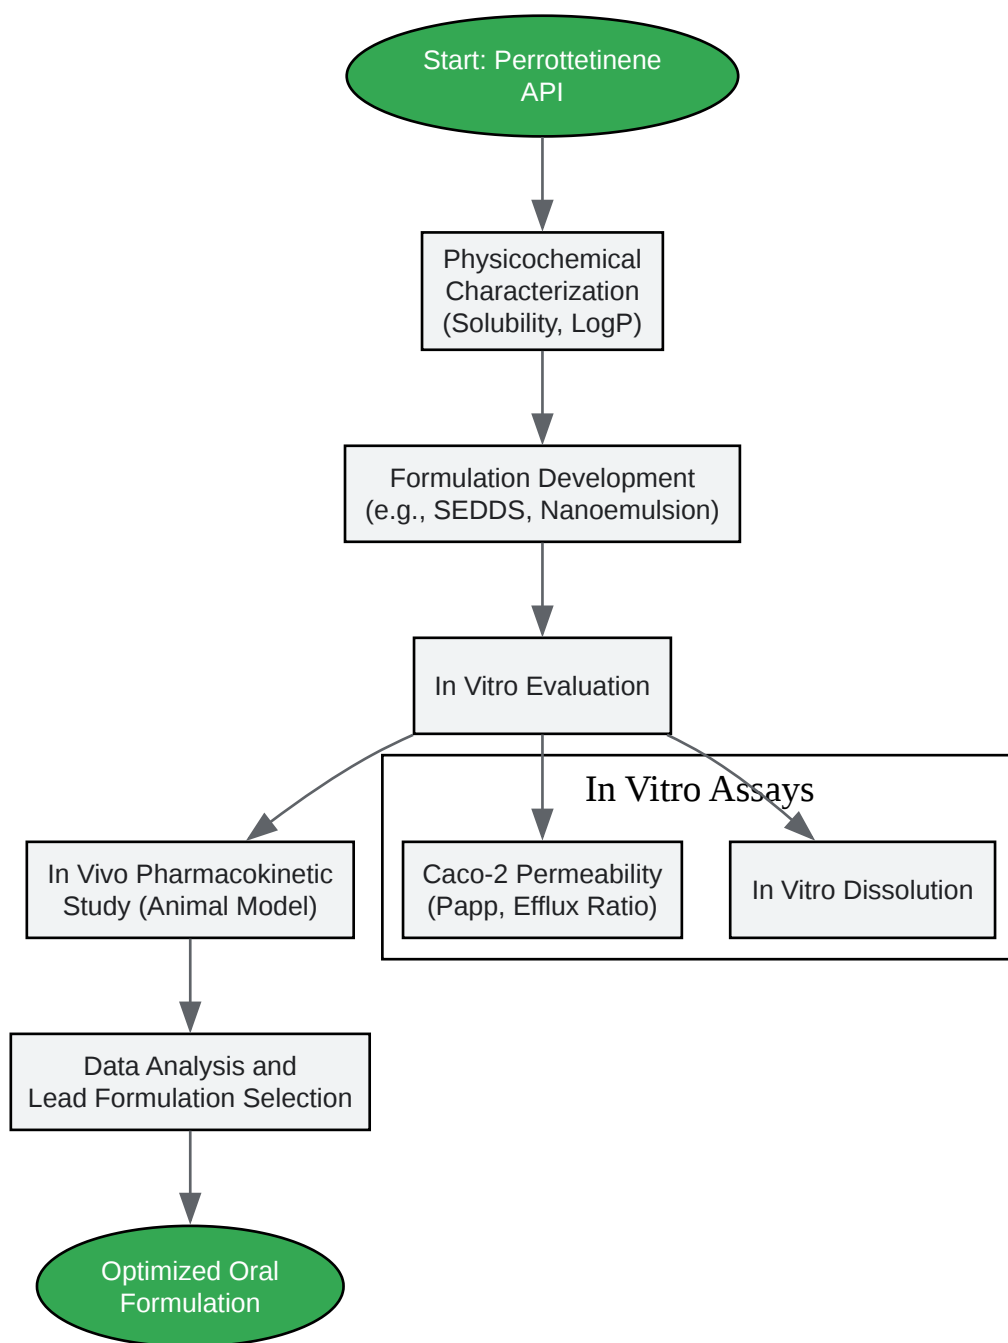 Start: Perrottetinene
API
Physicochemical
Characterization
(Solubility, LogP)
Formulation Development
(e.g., SEDDS, Nanoemulsion)
In Vitro Evaluation
In Vitro Assays
In Vivo Pharmacokinetic
Study (Animal Model)
Caco-2 Permeability
(Papp, Efflux Ratio)
In Vitro Dissolution
Data Analysis and
Lead Formulation Selection
Optimized Oral
Formulation